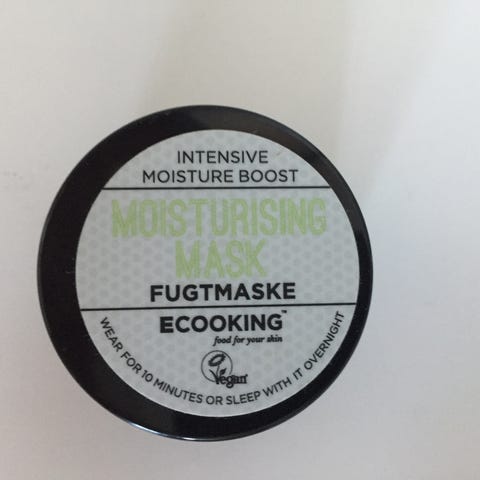 INTENSIVE
MOISTURE BOOST
MOISTURISING
MASK
FUGTMASKE
ECOOKING™
food for your skin
Vegan
WEAR FOR 10 MINUTES OR SLEEP WITH IT OVERNIGHT